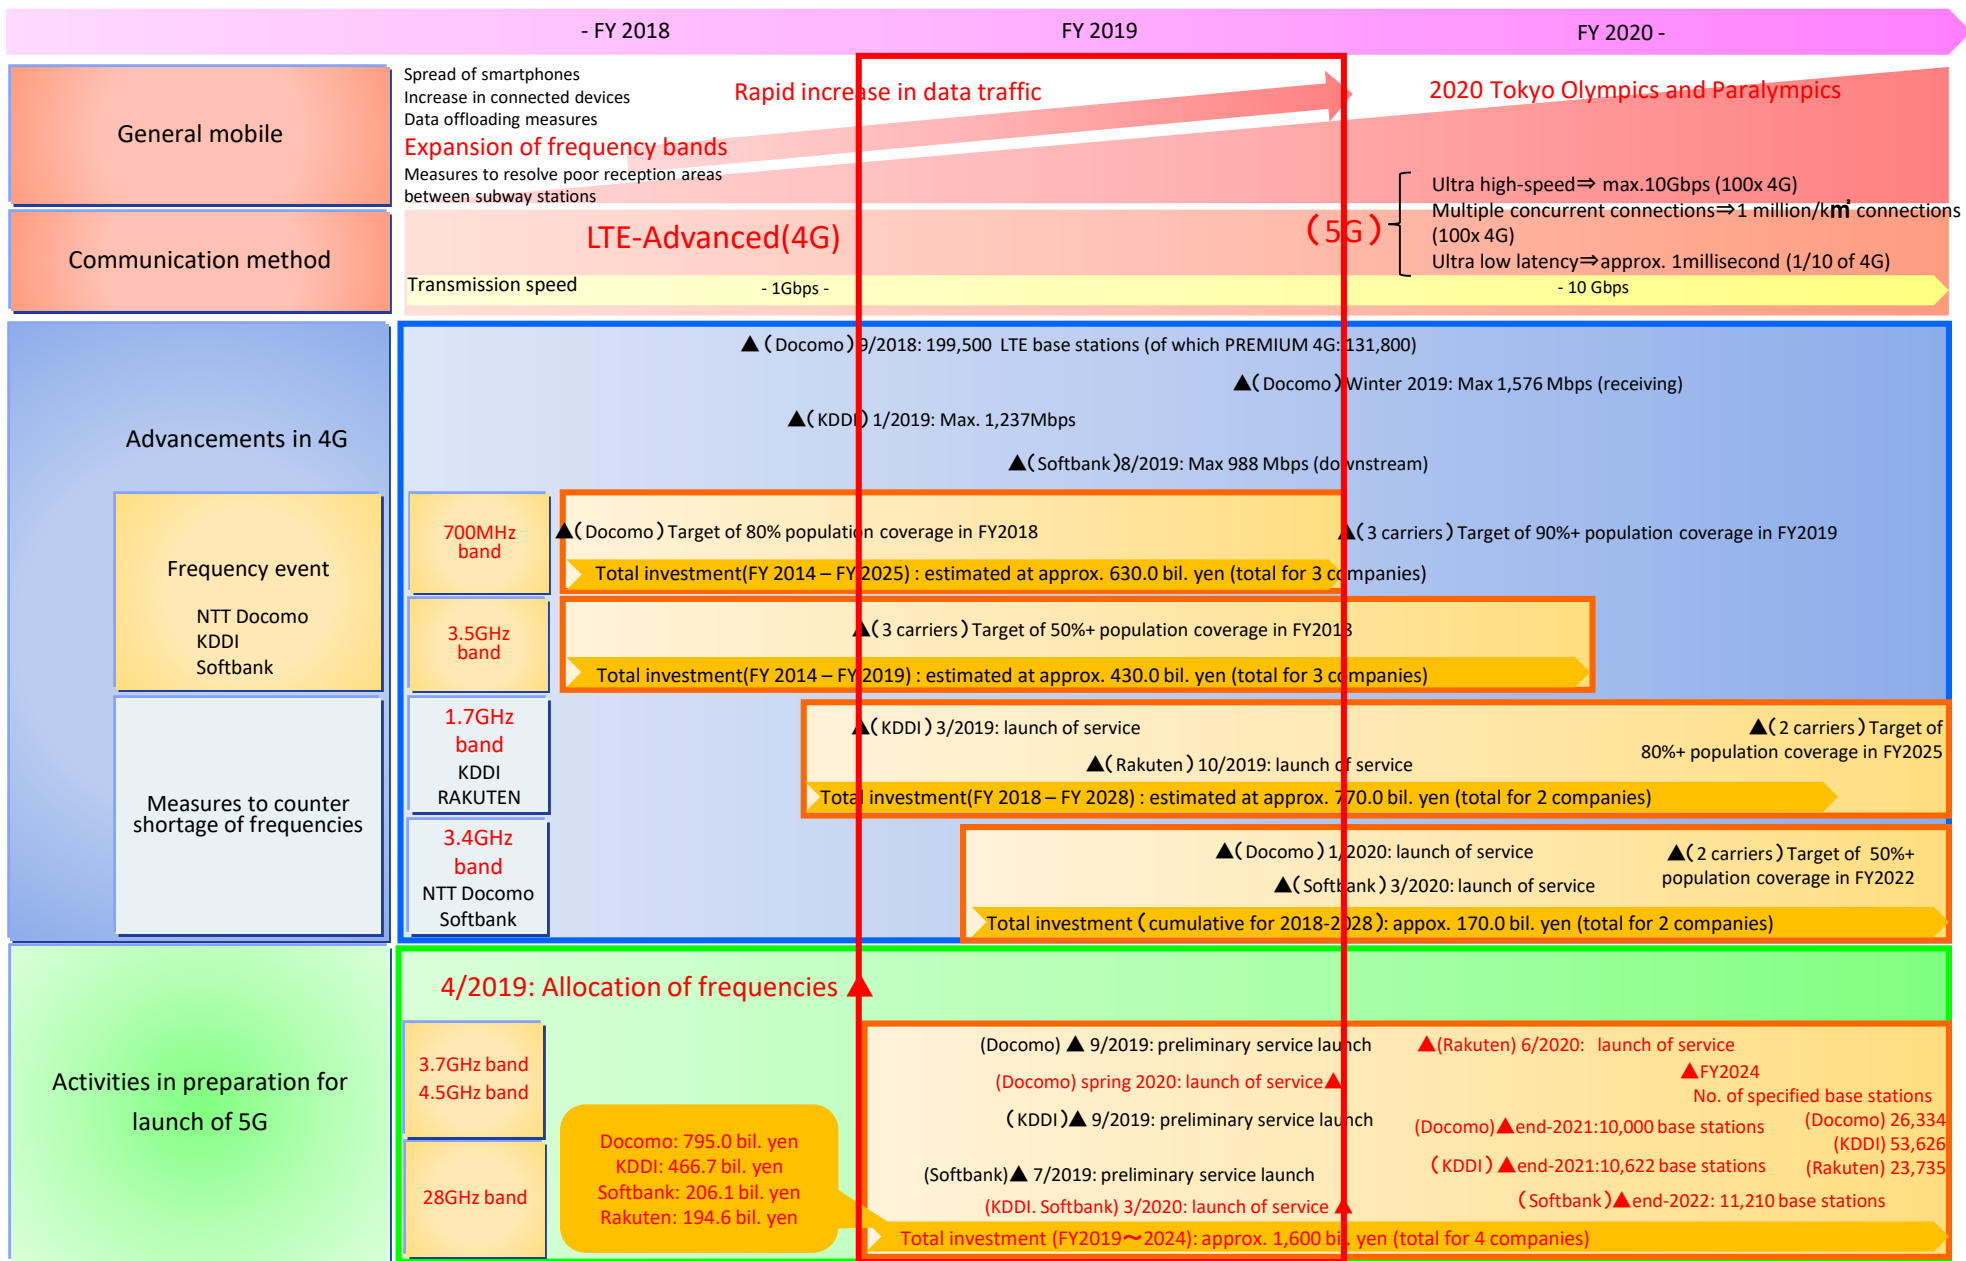 - FY 2018
FY 2019
FY 2020 -
General mobile
Spread of smartphones
Increase in connected devices
Data offloading measures
Expansion of frequency bands
Measures to resolve poor reception areas
between subway stations
Rapid increase in data traffic
2020 Tokyo Olympics and Paralympics
Communication method
LTE-Advanced(4G)
(5G)
Ultra high-speed⇒ max.10Gbps (100x 4G)
Multiple concurrent connections⇒1 million/k㎡ connections
(100x 4G)
Ultra low latency⇒approx. 1millisecond (1/10 of 4G)
Transmission speed
- 1Gbps -
- 10 Gbps
Advancements in 4G
▲(Docomo)9/2018: 199,500 LTE base stations (of which PREMIUM 4G: 131,800)
▲(Docomo)Winter 2019: Max 1,576 Mbps (receiving)
▲(KDDI)1/2019: Max. 1,237Mbps
▲(Softbank)8/2019: Max 988 Mbps (downstream)
Frequency event
NTT Docomo
KDDI
Softbank
700MHz
band
▲(Docomo)Target of 80% population coverage in FY2018
▲(3 carriers)Target of 90%+ population coverage in FY2019
Total investment(FY 2014 – FY 2025) : estimated at approx. 630.0 bil. yen (total for 3 companies)
3.5GHz
band
▲(3 carriers)Target of 50%+ population coverage in FY2018
Total investment(FY 2014 – FY 2019) : estimated at approx. 430.0 bil. yen (total for 3 companies)
Measures to counter
shortage of frequencies
1.7GHz
band
KDDI
RAKUTEN
▲(KDDI)3/2019: launch of service
▲(Rakuten)10/2019: launch of service
▲(2 carriers)Target of
80%+ population coverage in FY2025
Total investment(FY 2018 – FY 2028) : estimated at approx. 770.0 bil. yen (total for 2 companies)
3.4GHz
band
NTT Docomo
Softbank
▲(Docomo)1/2020: launch of service
▲(Softbank)3/2020: launch of service
▲(2 carriers)Target of 50%+
population coverage in FY2022
Total investment(cumulative for 2018-2028): appox. 170.0 bil. yen (total for 2 companies)
Activities in preparation for
launch of 5G
4/2019: Allocation of frequencies ▲
3.7GHz band
4.5GHz band
28GHz band
Docomo: 795.0 bil. yen
KDDI: 466.7 bil. yen
Softbank: 206.1 bil. yen
Rakuten: 194.6 bil. yen
(Docomo) ▲ 9/2019: preliminary service launch
(Docomo) spring 2020: launch of service▲
(KDDI)▲ 9/2019: preliminary service launch
(Softbank)▲ 7/2019: preliminary service launch
(KDDI. Softbank) 3/2020: launch of service ▲
▲(Rakuten) 6/2020: launch of service
▲FY2024
No. of specified base stations
(Docomo) 26,334
(KDDI) 53,626
(Rakuten) 23,735
(Docomo)▲end-2021:10,000 base stations
(KDDI)▲end-2021:10,622 base stations
(Softbank)▲end-2022: 11,210 base stations
Total investment (FY2019〜2024): approx. 1,600 bil. yen (total for 4 companies)